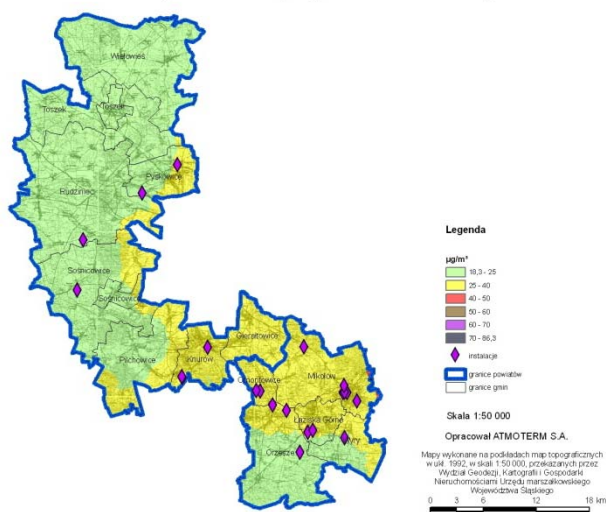 Wielowieś
Toszek
Toszek
Pyskowice
Rudziniec
Sośnicowice
Sośnicowice
Pilchowice
Knurów
Gierałtowice
Ornontowice
Mikołów
Łaziska Górne
Orzesze
Legenda
µg/m³
18,3 - 25
25 - 40
40 - 50
50 - 60
60 - 70
70 - 86,3
instalacje
granice powiatów
granice gmin
Skala 1:50 000
Opracował ATMOTERM S.A.
Mapy wykonane na podkładach map topograficznych
w ukł. 1992, w skali 1:50 000, przekazanych przez
Wydział Geodezji, Kartografii i Gospodarki
Nieruchomościami Urzędu marszałkowskiego
Województwa Śląskiego
0 3 6 12 18 km